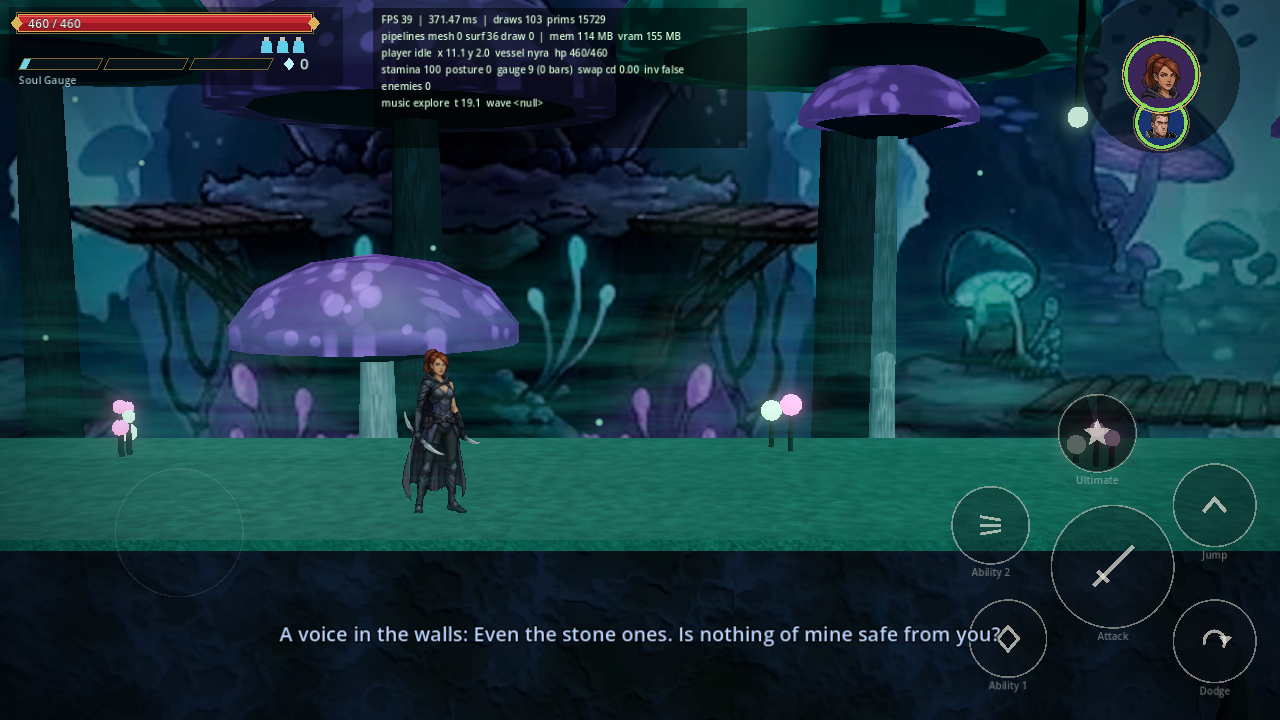 460 / 460
0
Soul Gauge
FPS 39 | 371.47 ms | draws 103 prims 15729
pipelines mesh 0 surf 36 draw 0 | mem 114 MB vram 155 MB
player idle x 11.1 y 2.0 vessel nyra hp 460/460
stamina 100 posture 0 gauge 9 (0 bars) swap cd 0.00 inv false
enemies 0
music explore t 19.1 wave <null>
Ultimate
Ability 2
Jump
Attack
A voice in the walls: Even the stone ones. Is nothing of mine safe from you?
Ability 1
Dodge